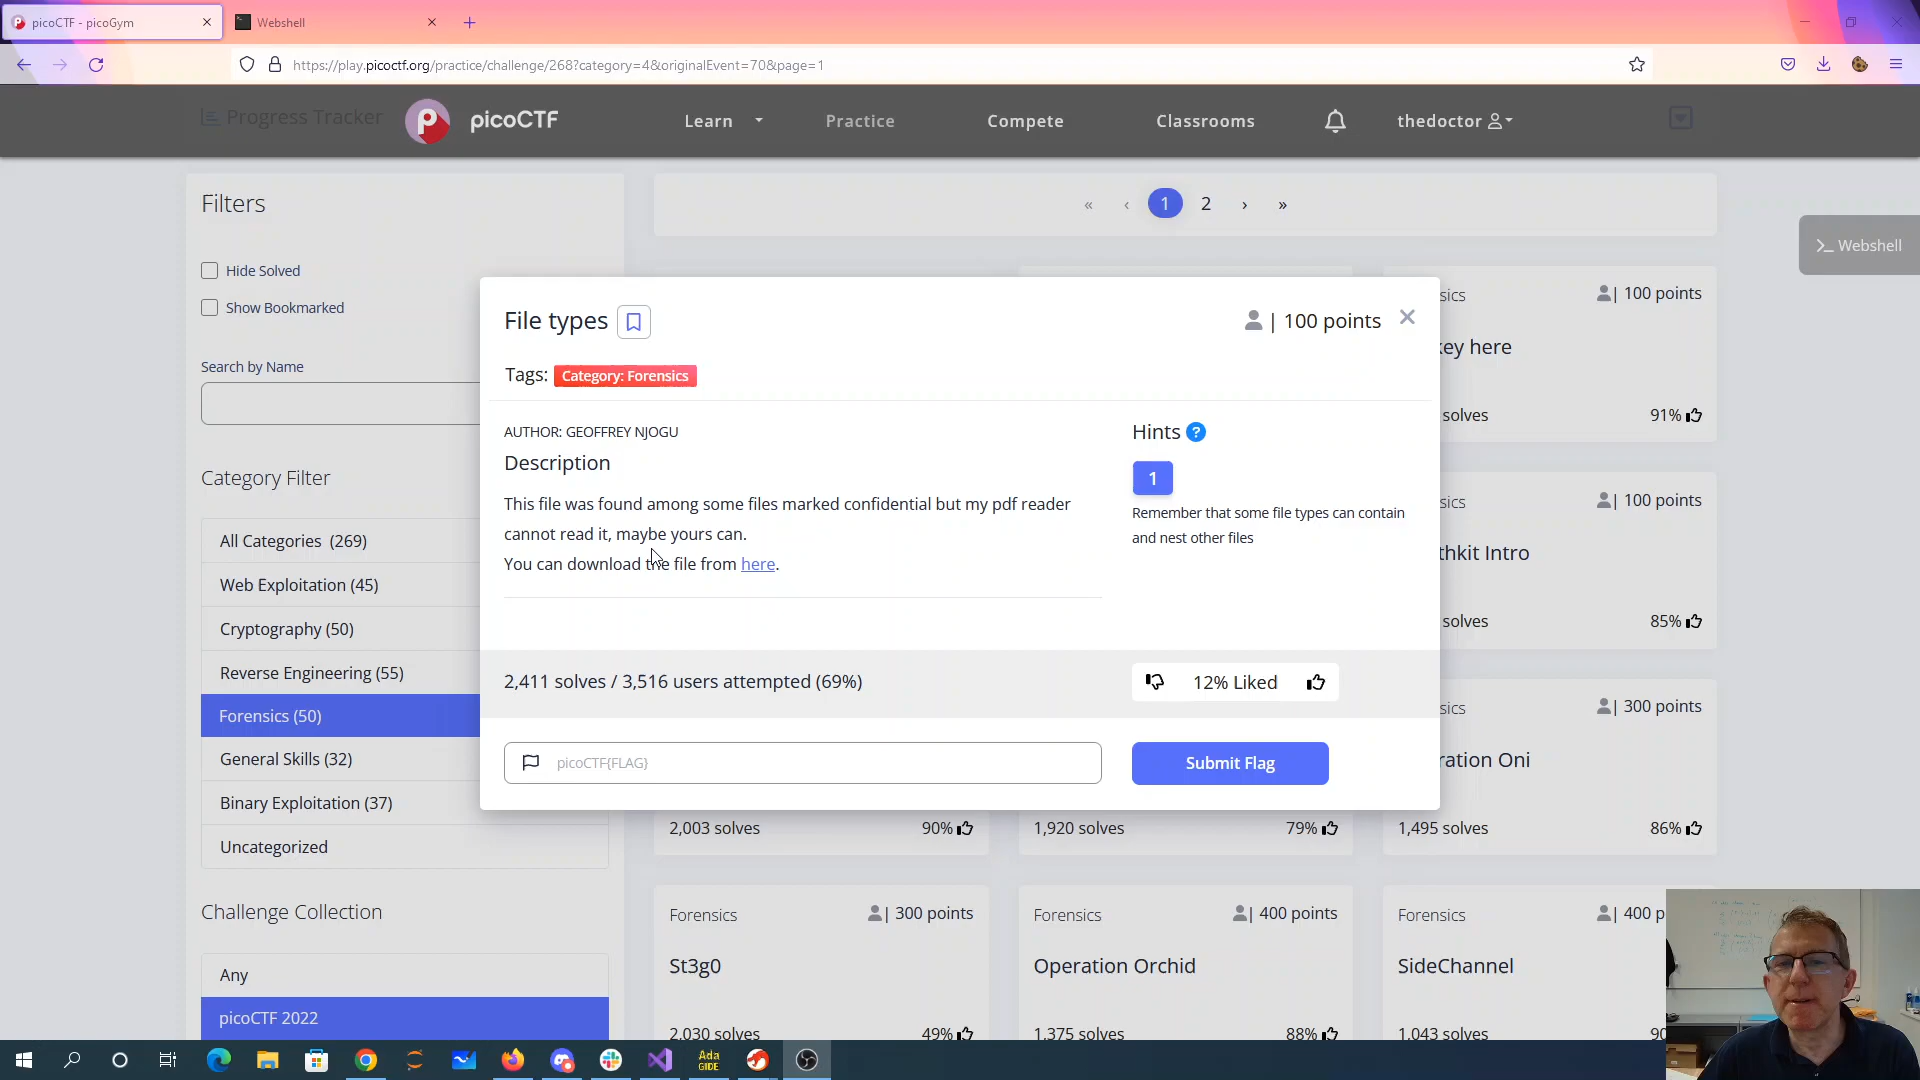 picoCTF - picoGym
Webshell
https://play.picoctf.org/practice/challenge/268?category=4&originalEvent=70&page=1
Progress Tracker
picoCTF
Learn
Practice
Compete
Classrooms
thedoctor
Filters
« ‹ 1 2 › »
>_ Webshell
Hide Solved
Show Bookmarked
Search by Name
Category Filter
All Categories (269)
Web Exploitation (45)
Cryptography (50)
Reverse Engineering (55)
Forensics (50)
General Skills (32)
Binary Exploitation (37)
Uncategorized
Challenge Collection
Any
picoCTF 2022
File types
| 100 points
Tags: Category: Forensics
AUTHOR: GEOFFREY NJOGU
Description
This file was found among some files marked confidential but my pdf reader
cannot read it, maybe yours can.
You can download the file from here.
Hints ?
1
Remember that some file types can contain
and nest other files
2,411 solves / 3,516 users attempted (69%)
12% Liked
picoCTF{FLAG}
Submit Flag
sics
| 100 points
key here
solves
91%
sics
| 100 points
thkit Intro
solves
85%
sics
| 300 points
ration Oni
2,003 solves
90%
1,920 solves
79%
1,495 solves
86%
Forensics
| 300 points
St3g0
2,030 solves
49%
Forensics
| 400 points
Operation Orchid
1,375 solves
88%
Forensics
| 400 p
SideChannel
1,043 solves
90
Ada
GIDE